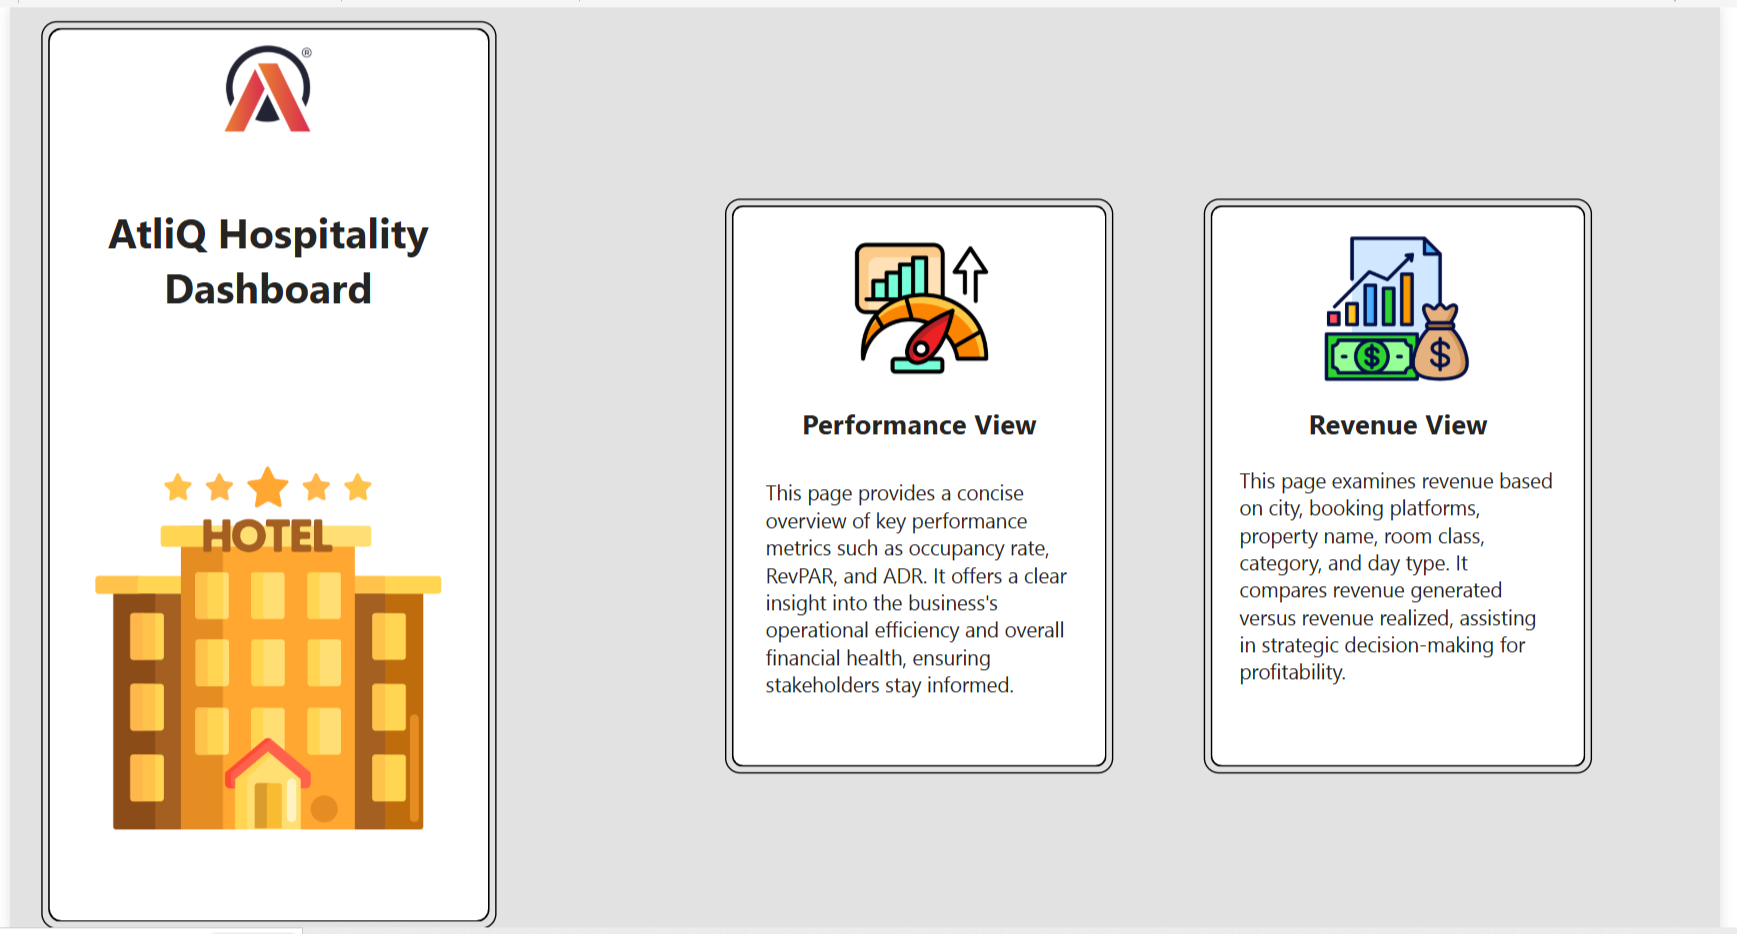 ®
AtliQ Hospitality
Dashboard
HOTEL
Performance View
This page provides a concise
overview of key performance
metrics such as occupancy rate,
RevPAR, and ADR. It offers a clear
insight into the business's
operational efficiency and overall
financial health, ensuring
stakeholders stay informed.
$
$
Revenue View
This page examines revenue based
on city, booking platforms,
property name, room class,
category, and day type. It
compares revenue generated
versus revenue realized, assisting
in strategic decision-making for
profitability.